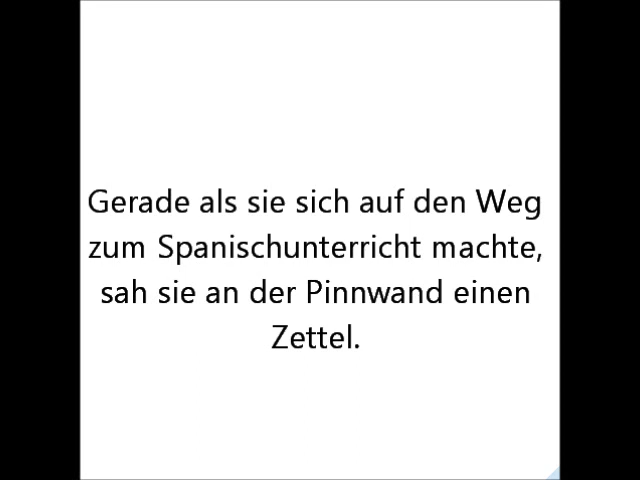 Gerade als sie sich auf den Weg
zum Spanischunterricht machte,
sah sie an der Pinnwand einen
Zettel.